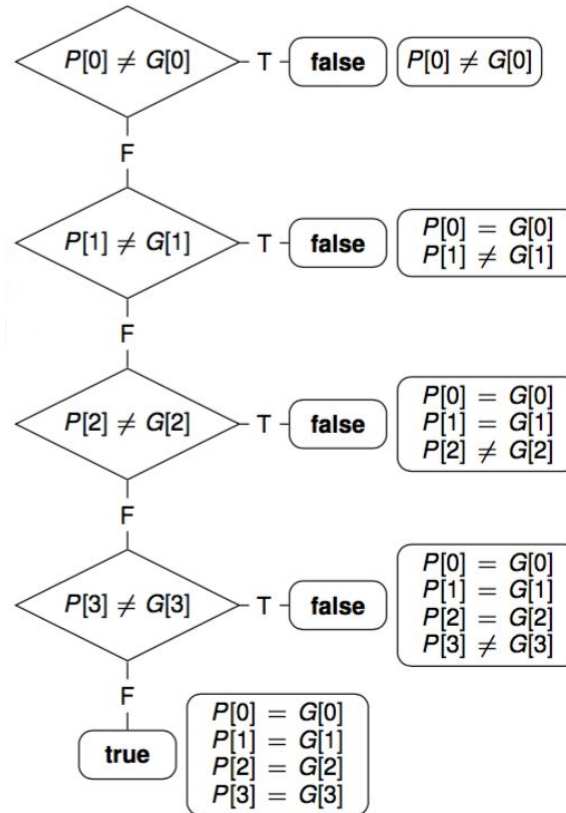 P[0] ≠ G[0] T false P[0] ≠ G[0]
F
P[1] ≠ G[1] T false P[0] = G[0]
P[1] ≠ G[1]
F
P[2] ≠ G[2] T false P[0] = G[0]
P[1] = G[1]
P[2] ≠ G[2]
F
P[3] ≠ G[3] T false P[0] = G[0]
P[1] = G[1]
P[2] = G[2]
P[3] ≠ G[3]
F
true P[0] = G[0]
P[1] = G[1]
P[2] = G[2]
P[3] = G[3]